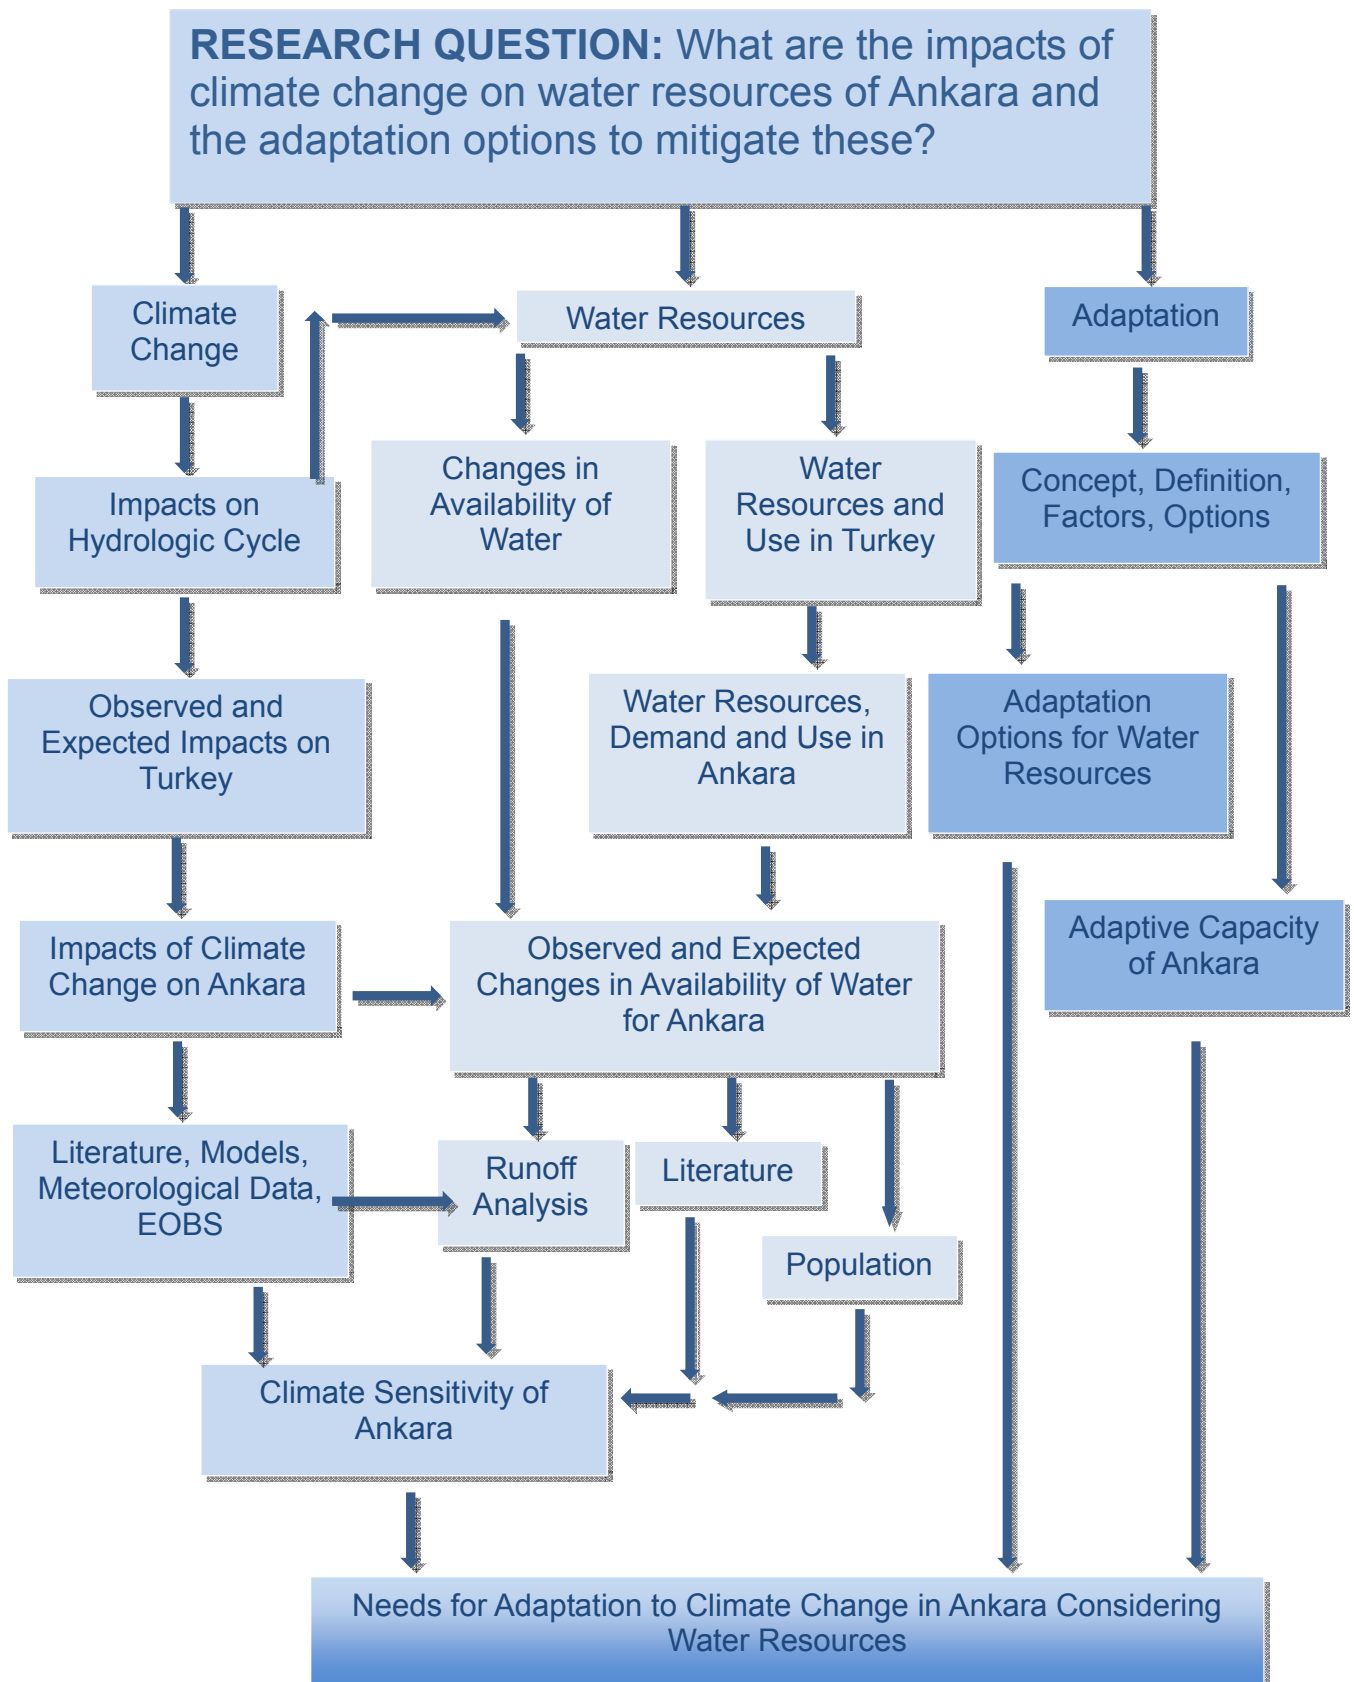 RESEARCH QUESTION: What are the impacts of
climate change on water resources of Ankara and
the adaptation options to mitigate these?
Climate
Change
Water Resources
Adaptation
Impacts on
Hydrologic Cycle
Changes in
Availability of
Water
Water
Resources and
Use in Turkey
Concept, Definition,
Factors, Options
Observed and
Expected Impacts on
Turkey
Water Resources,
Demand and Use in
Ankara
Adaptation
Options for Water
Resources
Impacts of Climate
Change on Ankara
Observed and Expected
Changes in Availability of Water
for Ankara
Adaptive Capacity
of Ankara
Literature, Models,
Meteorological Data,
EOBS
Runoff
Analysis
Literature
Population
Climate Sensitivity of
Ankara
Needs for Adaptation to Climate Change in Ankara Considering
Water Resources